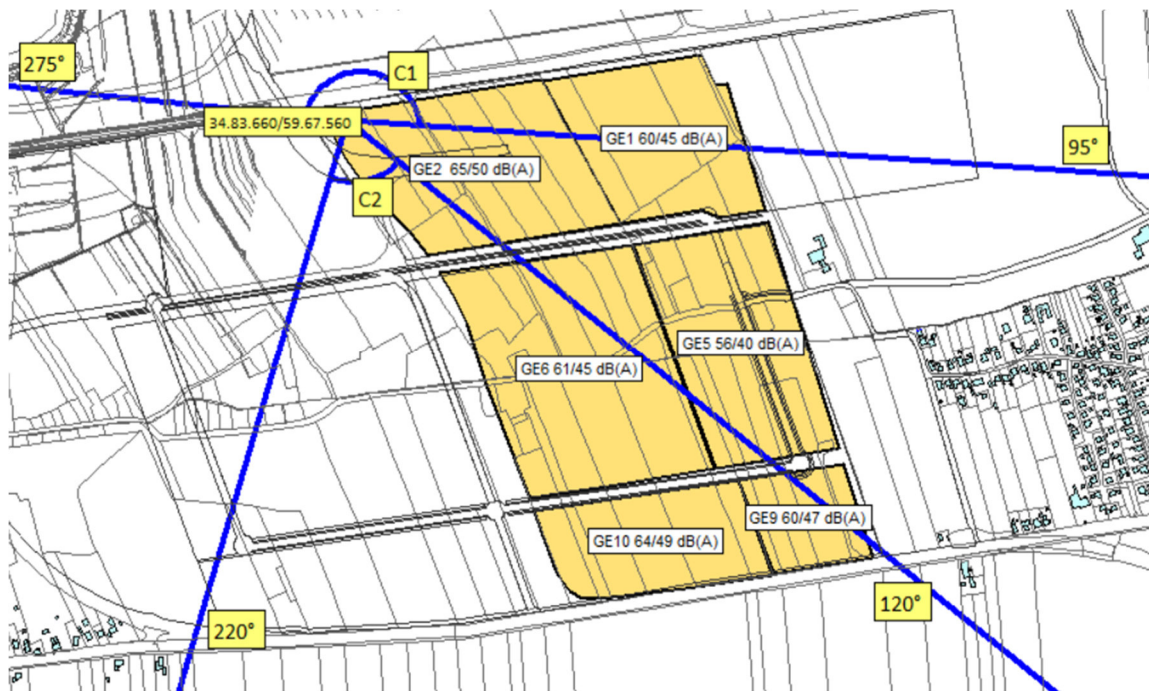 275°
C1
34.83.660/59.67.560
GE1 60/45 dB(A)
95°
GE2  65/50 dB(A)
C2
GE5 56/40 dB(A)
GE6 61/45 dB(A)
GE9 60/47 dB(A)
GE10 64/49 dB(A)
120°
220°